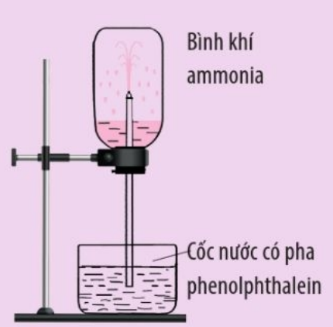 Bình khí
ammonia
Cốc nước có pha
phenolphthalein